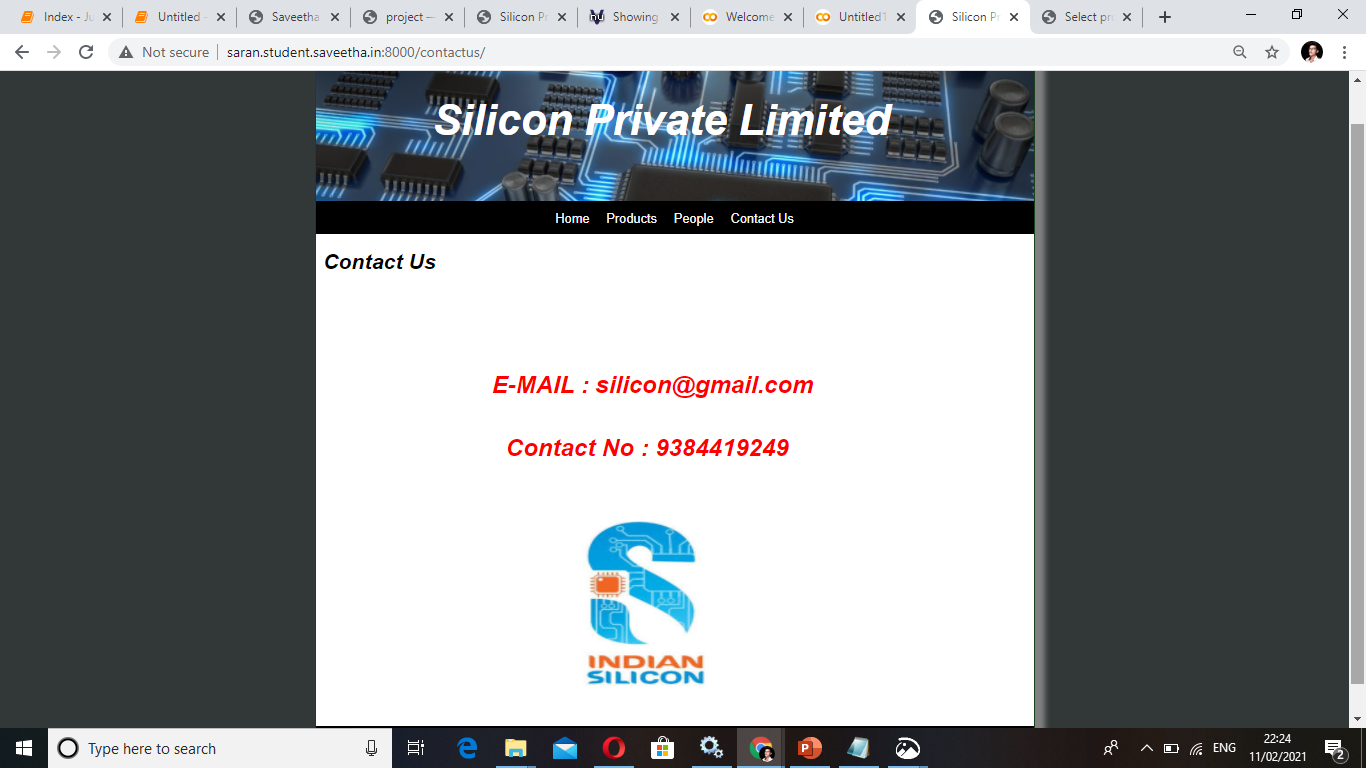 Index - Ju
Untitled -
Saveetha
project —
Silicon Pr
Showing
Welcome
Untitled1
Silicon Pr
Select pro
Not secure
saran.student.saveetha.in:8000/contactus/
Silicon Private Limited
Home Products People Contact Us
Contact Us
E-MAIL : silicon@gmail.com
Contact No : 9384419249
INDIAN
SILICON
Type here to search
ENG
22:24
11/02/2021
2